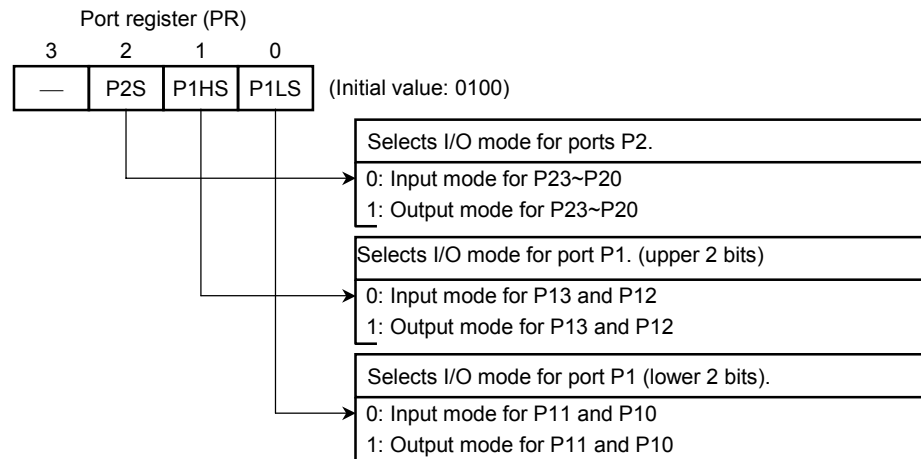 Port register (PR)
3 2 1 0
— P2S P1HS P1LS (Initial value: 0100)
Selects I/O mode for ports P2.
0: Input mode for P23~P20
1: Output mode for P23~P20
Selects I/O mode for port P1. (upper 2 bits)
0: Input mode for P13 and P12
1: Output mode for P13 and P12
Selects I/O mode for port P1 (lower 2 bits).
0: Input mode for P11 and P10
1: Output mode for P11 and P10